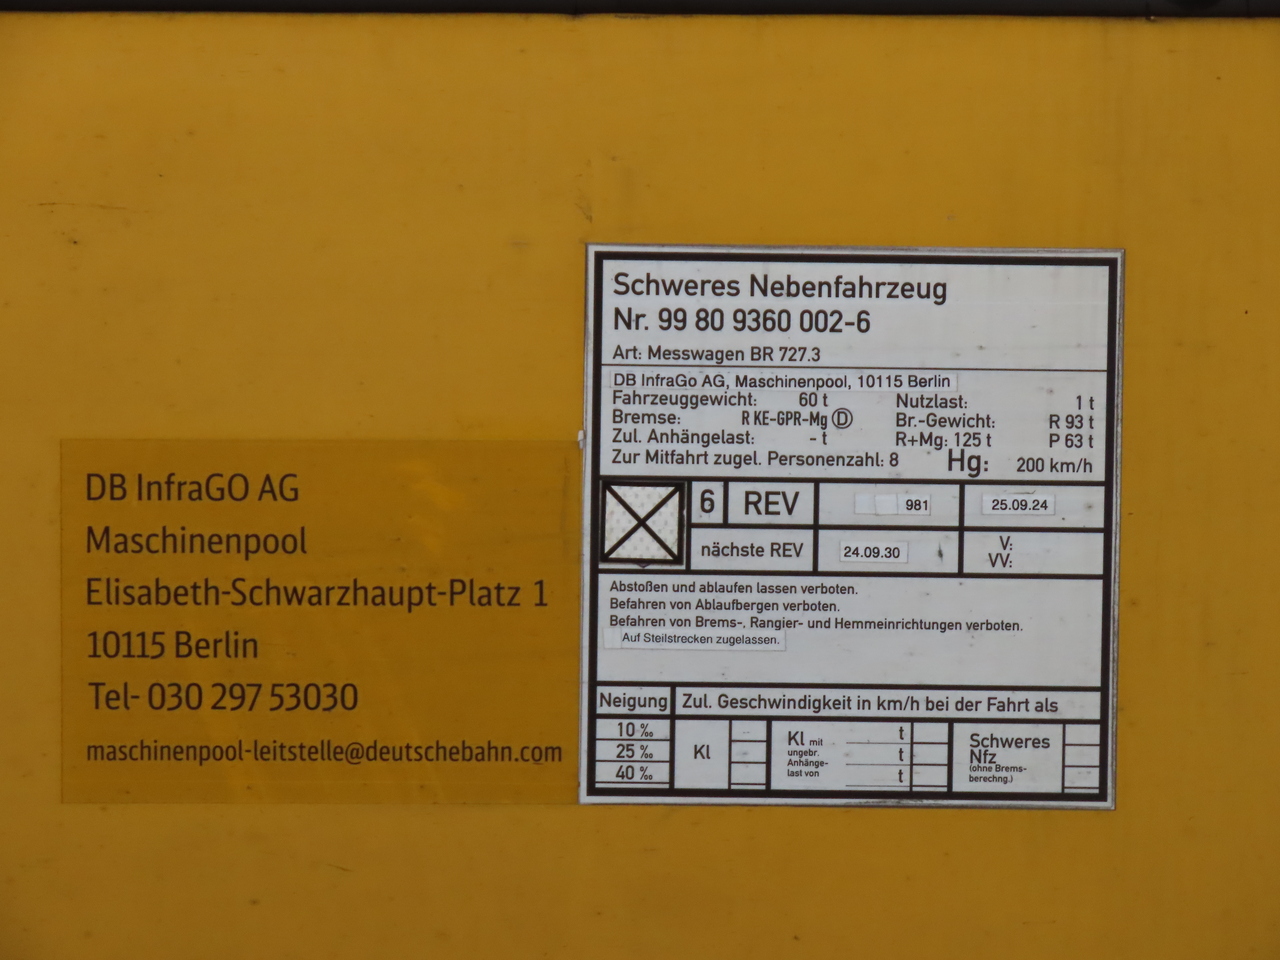 DB InfraGO AG
Maschinenpool
Elisabeth-Schwarzhaupt-Platz 1
10115 Berlin
Tel- 030 297 53030
maschinenpool-leitstelle@deutschebahn.com
Schweres Nebenfahrzeug
Nr. 99 80 9360 002-6
Art: Messwagen BR 727.3
DB InfraGo AG, Maschinenpool, 10115 Berlin
Fahrzeuggewicht: 60 t Nutzlast: 1 t
Bremse: R KE-GPR-Mg Ⓓ Br.-Gewicht: R 93 t
Zul. Anhängelast: - t R+Mg: 125 t P 63 t
Zur Mitfahrt zugel. Personenzahl: 8 Hg: 200 km/h
6 REV 981 25.09.24
nächste REV 24.09.30 V:
VV:
Abstoßen und ablaufen lassen verboten.
Befahren von Ablaufbergen verboten.
Befahren von Brems-, Rangier- und Hemmeinrichtungen verboten.
Auf Steilstrecken zugelassen.
Neigung Zul. Geschwindigkeit in km/h bei der Fahrt als
10 ‰
25 ‰
40 ‰
Kl
Kl mit
ungebr.
Anhänge-
last von
t
t
t
Schweres
Nfz
(ohne Brems-
berechng.)